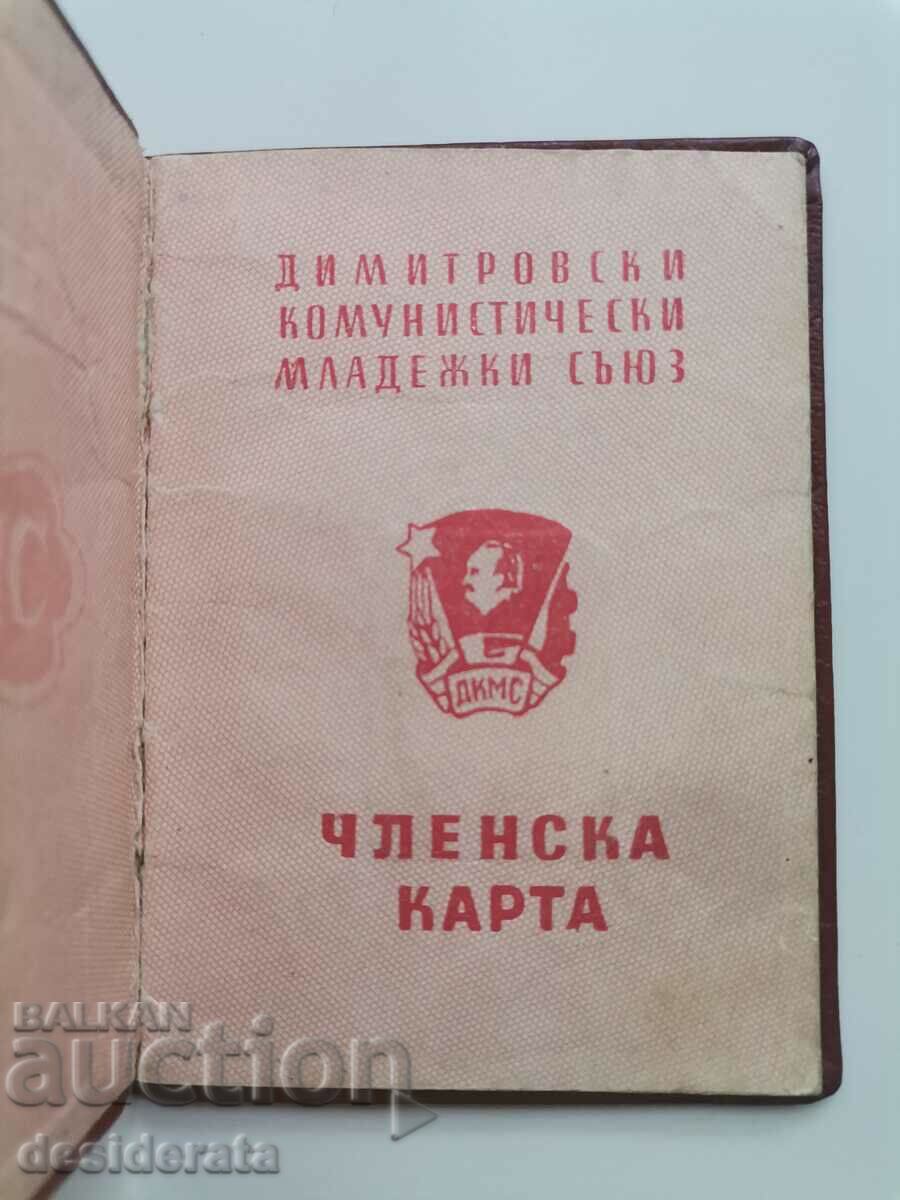 ДИМИТРОВСКИ
КОМУНИСТИЧЕСКИ
МЛАДЕЖКИ СЪЮЗ
ДКМС
ЧЛЕНСКА
КАРТА
BALKAN
auction
desiderata